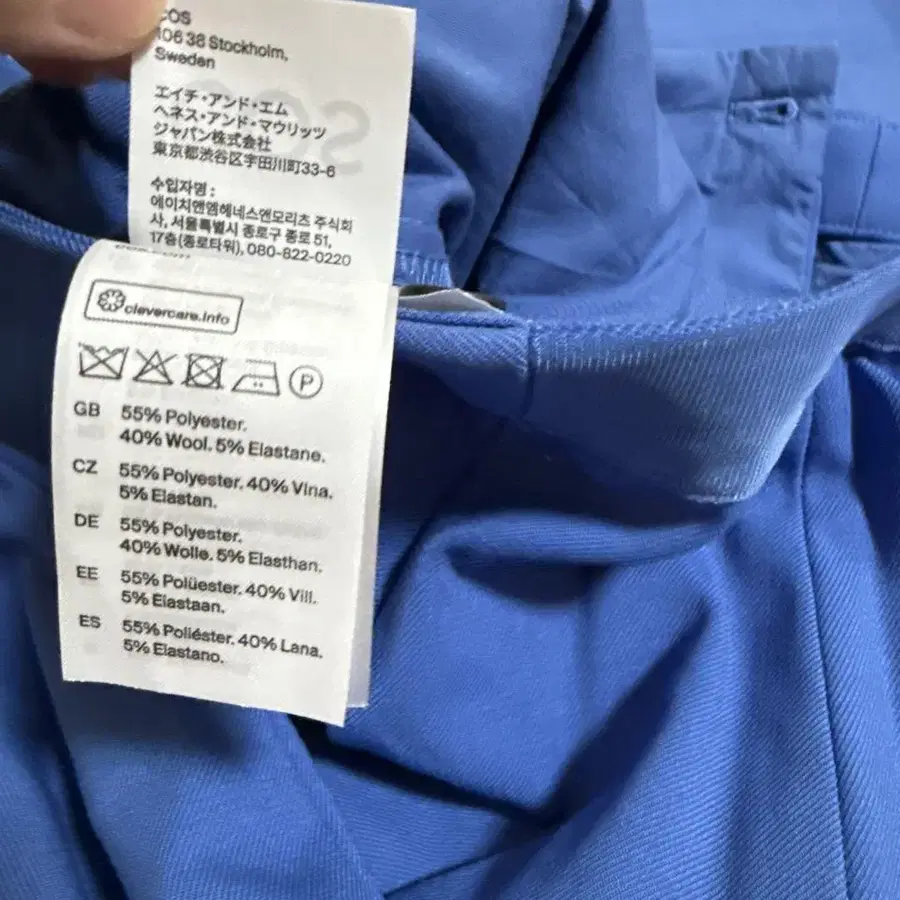 COS
106 38 Stockholm,
Sweden
エイチ・アンド・エム
ヘネス・アンド・マウリッツ
ジャパン株式会社
東京都渋谷区宇田川町33-6
수입자명 :
에이치앤엠헤네스앤모리츠 주식회
사, 서울특별시 종로구 종로 51,
17층(종로타워), 080-822-0220
clevercare.info
P
GB 55% Polyester.
40% Wool. 5% Elastane.
CZ 55% Polyester. 40% Vlna.
5% Elastan.
DE 55% Polyester.
40% Wolle. 5% Elasthan.
EE 55% Polüester. 40% Vill.
5% Elastaan.
ES 55% Poliéster. 40% Lana.
5% Elastano.